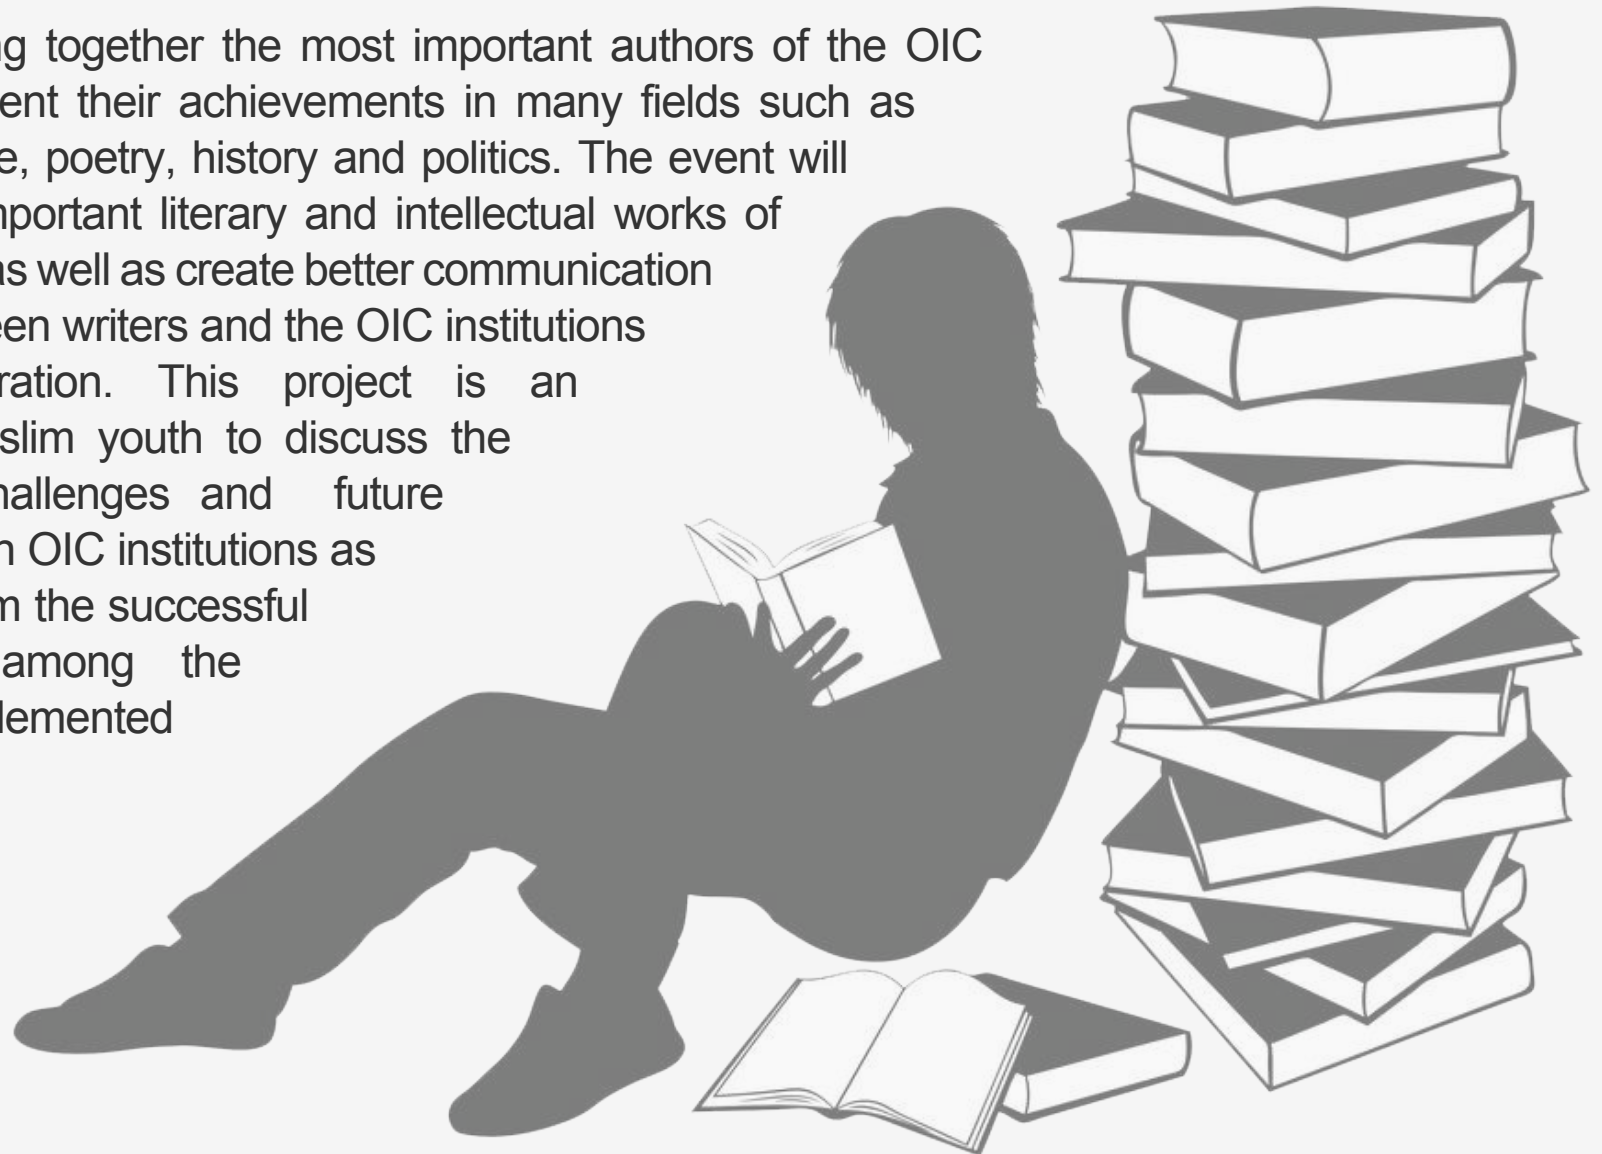 ng together the most important authors of the OIC
ent their achievements in many fields such as
e, poetry, history and politics. The event will
nportant literary and intellectual works of
as well as create better communication
een writers and the OIC institutions
ration. This project is an
slim youth to discuss the
hallenges and future
n OIC institutions as
m the successful
among the
lemented